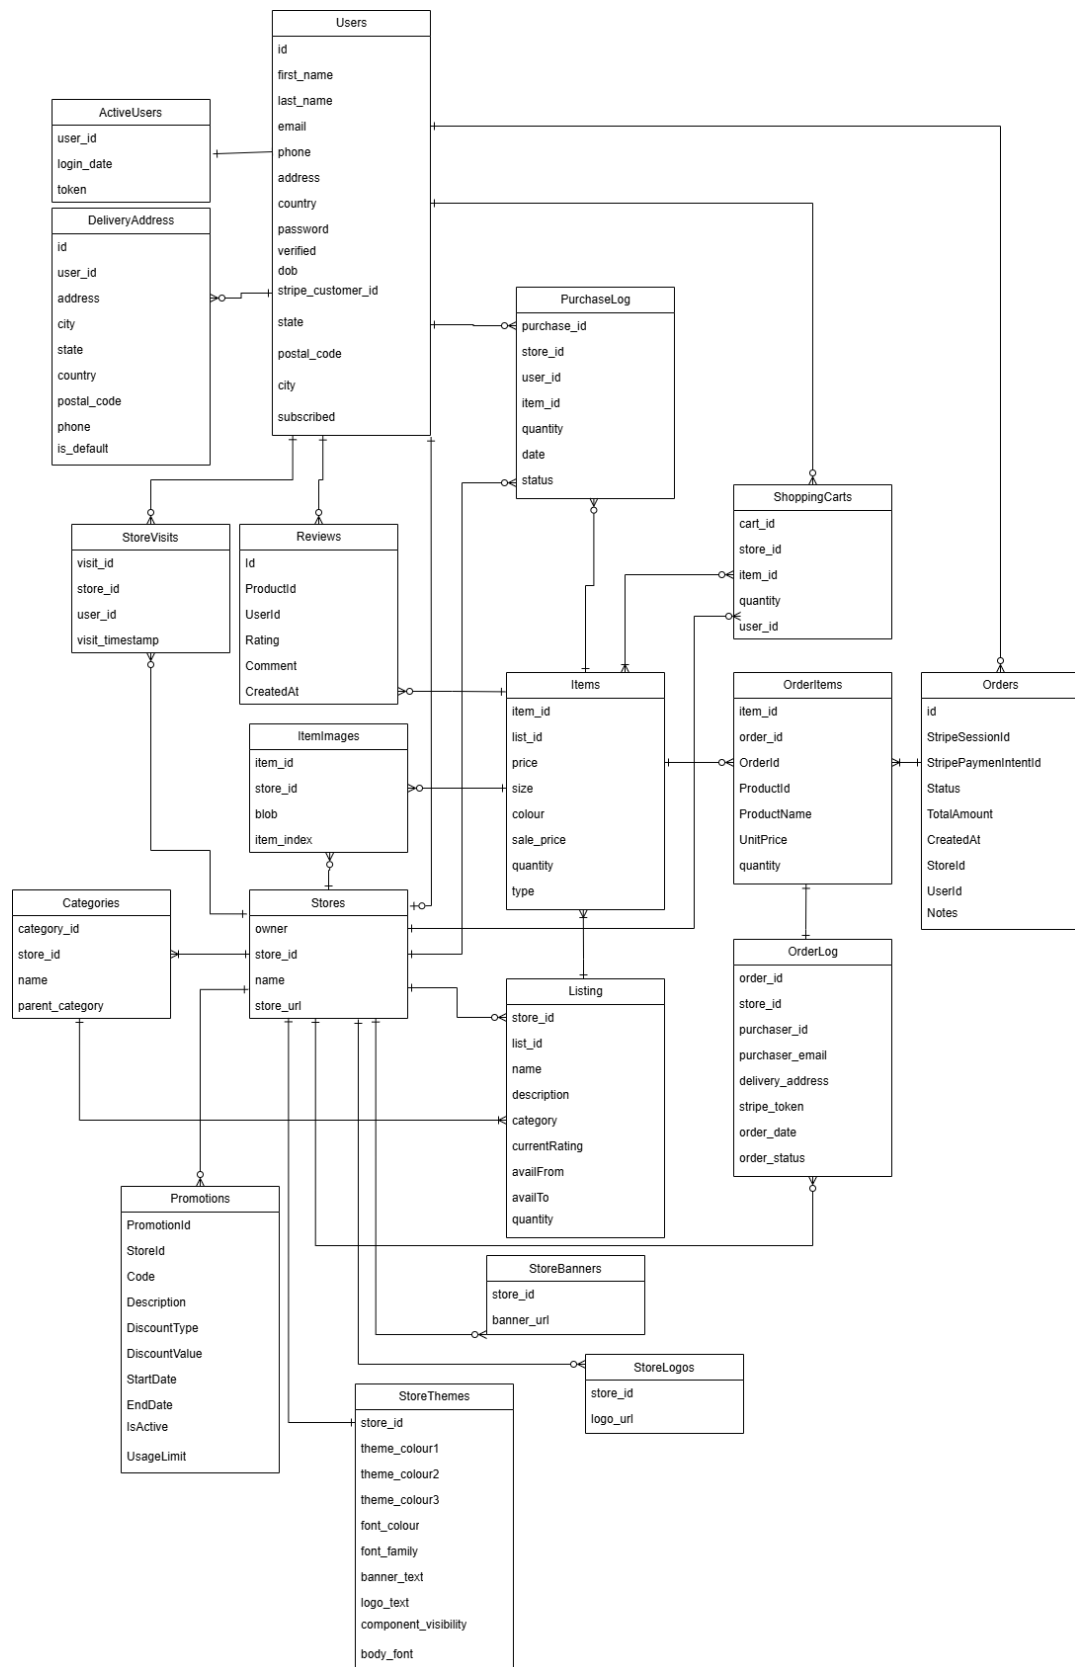 Users
id
first_name
last_name
email
phone
address
country
password
verified
dob
stripe_customer_id
state
postal_code
city
subscribed
ActiveUsers
user_id
login_date
token
DeliveryAddress
id
user_id
address
city
state
country
postal_code
phone
is_default
PurchaseLog
purchase_id
store_id
user_id
item_id
quantity
date
status
ShoppingCarts
cart_id
store_id
item_id
quantity
user_id
StoreVisits
visit_id
store_id
user_id
visit_timestamp
Reviews
Id
ProductId
UserId
Rating
Comment
CreatedAt
Items
item_id
list_id
price
size
colour
sale_price
quantity
type
OrderItems
item_id
order_id
OrderId
ProductId
ProductName
UnitPrice
quantity
Orders
id
StripeSessionId
StripePaymenIntentId
Status
TotalAmount
CreatedAt
StoreId
UserId
Notes
ItemImages
item_id
store_id
blob
item_index
Categories
category_id
store_id
name
parent_category
Stores
owner
store_id
name
store_url
Listing
store_id
list_id
name
description
category
currentRating
availFrom
availTo
quantity
OrderLog
order_id
store_id
purchaser_id
purchaser_email
delivery_address
stripe_token
order_date
order_status
Promotions
PromotionId
StoreId
Code
Description
DiscountType
DiscountValue
StartDate
EndDate
IsActive
UsageLimit
StoreBanners
store_id
banner_url
StoreLogos
store_id
logo_url
StoreThemes
store_id
theme_colour1
theme_colour2
theme_colour3
font_colour
font_family
banner_text
logo_text
component_visibility
body_font